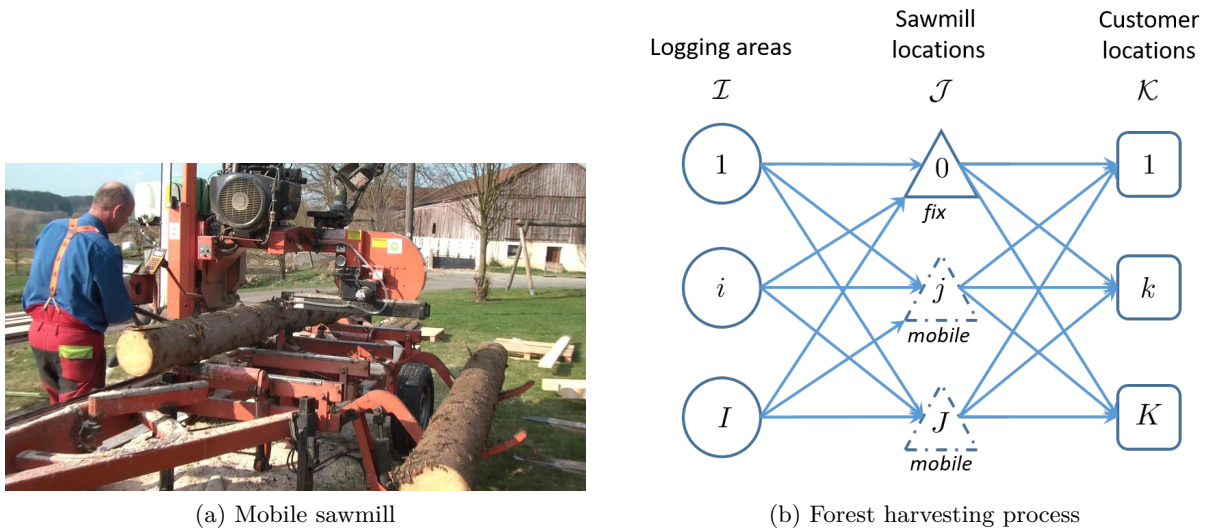 Logging areas
Sawmill
locations
Customer
locations
ℐ
𝒥
𝒦
1
0
1
fix
i
j
k
mobile
I
J
K
mobile
(a) Mobile sawmill
(b) Forest harvesting process